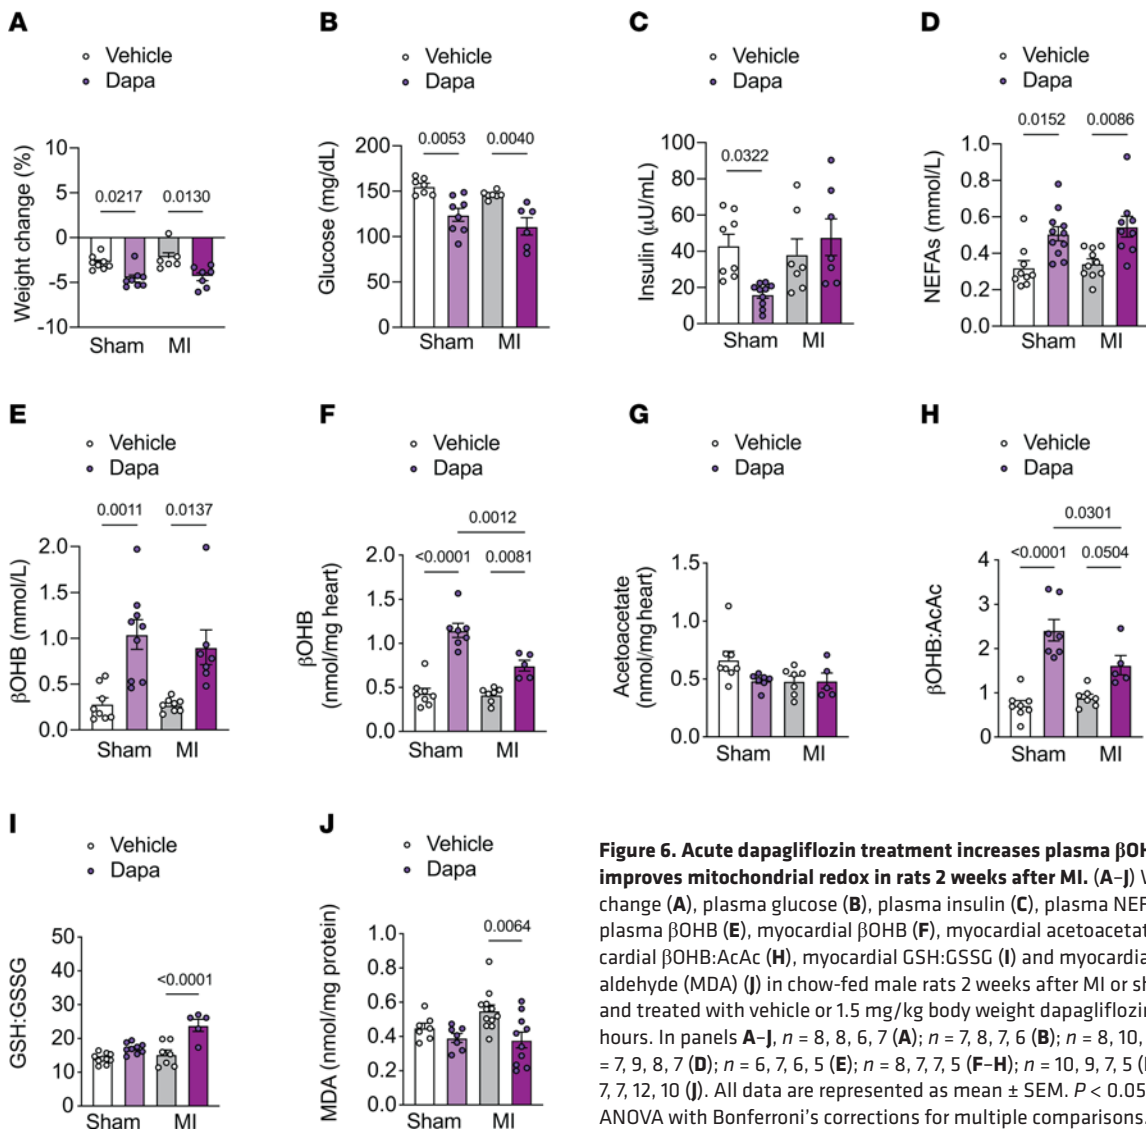 A
Vehicle
Dapa
Weight change (%)
10
5
0
-5
-10
0.0217
0.0130
Sham
MI
B
Vehicle
Dapa
Glucose (mg/dL)
200
150
100
50
0
0.0053
0.0040
Sham
MI
C
Vehicle
Dapa
Insulin (μU/mL)
100
80
60
40
20
0
0.0322
Sham
MI
D
Vehicle
Dapa
NEFAs (mmol/L)
1.0
0.8
0.6
0.4
0.2
0.0
0.0152
0.0086
Sham
MI
E
Vehicle
Dapa
βOHB (mmol/L)
2.0
1.5
1.0
0.5
0.0
0.0011
0.0137
Sham
MI
F
Vehicle
Dapa
βOHB
(nmol/mg heart)
2.0
1.5
1.0
0.5
0.0
0.0012
<0.0001
0.0081
Sham
MI
G
Vehicle
Dapa
Acetoacetate
(nmol/mg heart)
1.5
1.0
0.5
0.0
Sham
MI
H
Vehicle
Dapa
βOHB:AcAc
4
3
2
1
0
0.0301
<0.0001
0.0504
Sham
MI
I
Vehicle
Dapa
GSH:GSSG
50
40
30
20
10
0
<0.0001
Sham
MI
J
Vehicle
Dapa
MDA (nmol/mg protein)
1.0
0.8
0.6
0.4
0.2
0.0
0.0064
Sham
MI
Figure 6. Acute dapagliflozin treatment increases plasma βOH
improves mitochondrial redox in rats 2 weeks after MI. (A–J)
change (A), plasma glucose (B), plasma insulin (C), plasma NEF
plasma βOHB (E), myocardial βOHB (F), myocardial acetoacetat
cardial βOHB:AcAc (H), myocardial GSH:GSSG (I) and myocardia
aldehyde (MDA) (J) in chow-fed male rats 2 weeks after MI or sh
and treated with vehicle or 1.5 mg/kg body weight dapagliflozin
hours. In panels A–J, n = 8, 8, 6, 7 (A); n = 7, 8, 7, 6 (B); n = 8, 10,
= 7, 9, 8, 7 (D); n = 6, 7, 6, 5 (E); n = 8, 7, 7, 5 (F–H); n = 10, 9, 7, 5 (
7, 7, 12, 10 (J). All data are represented as mean ± SEM. P < 0.05
ANOVA with Bonferroni's corrections for multiple comparisons.